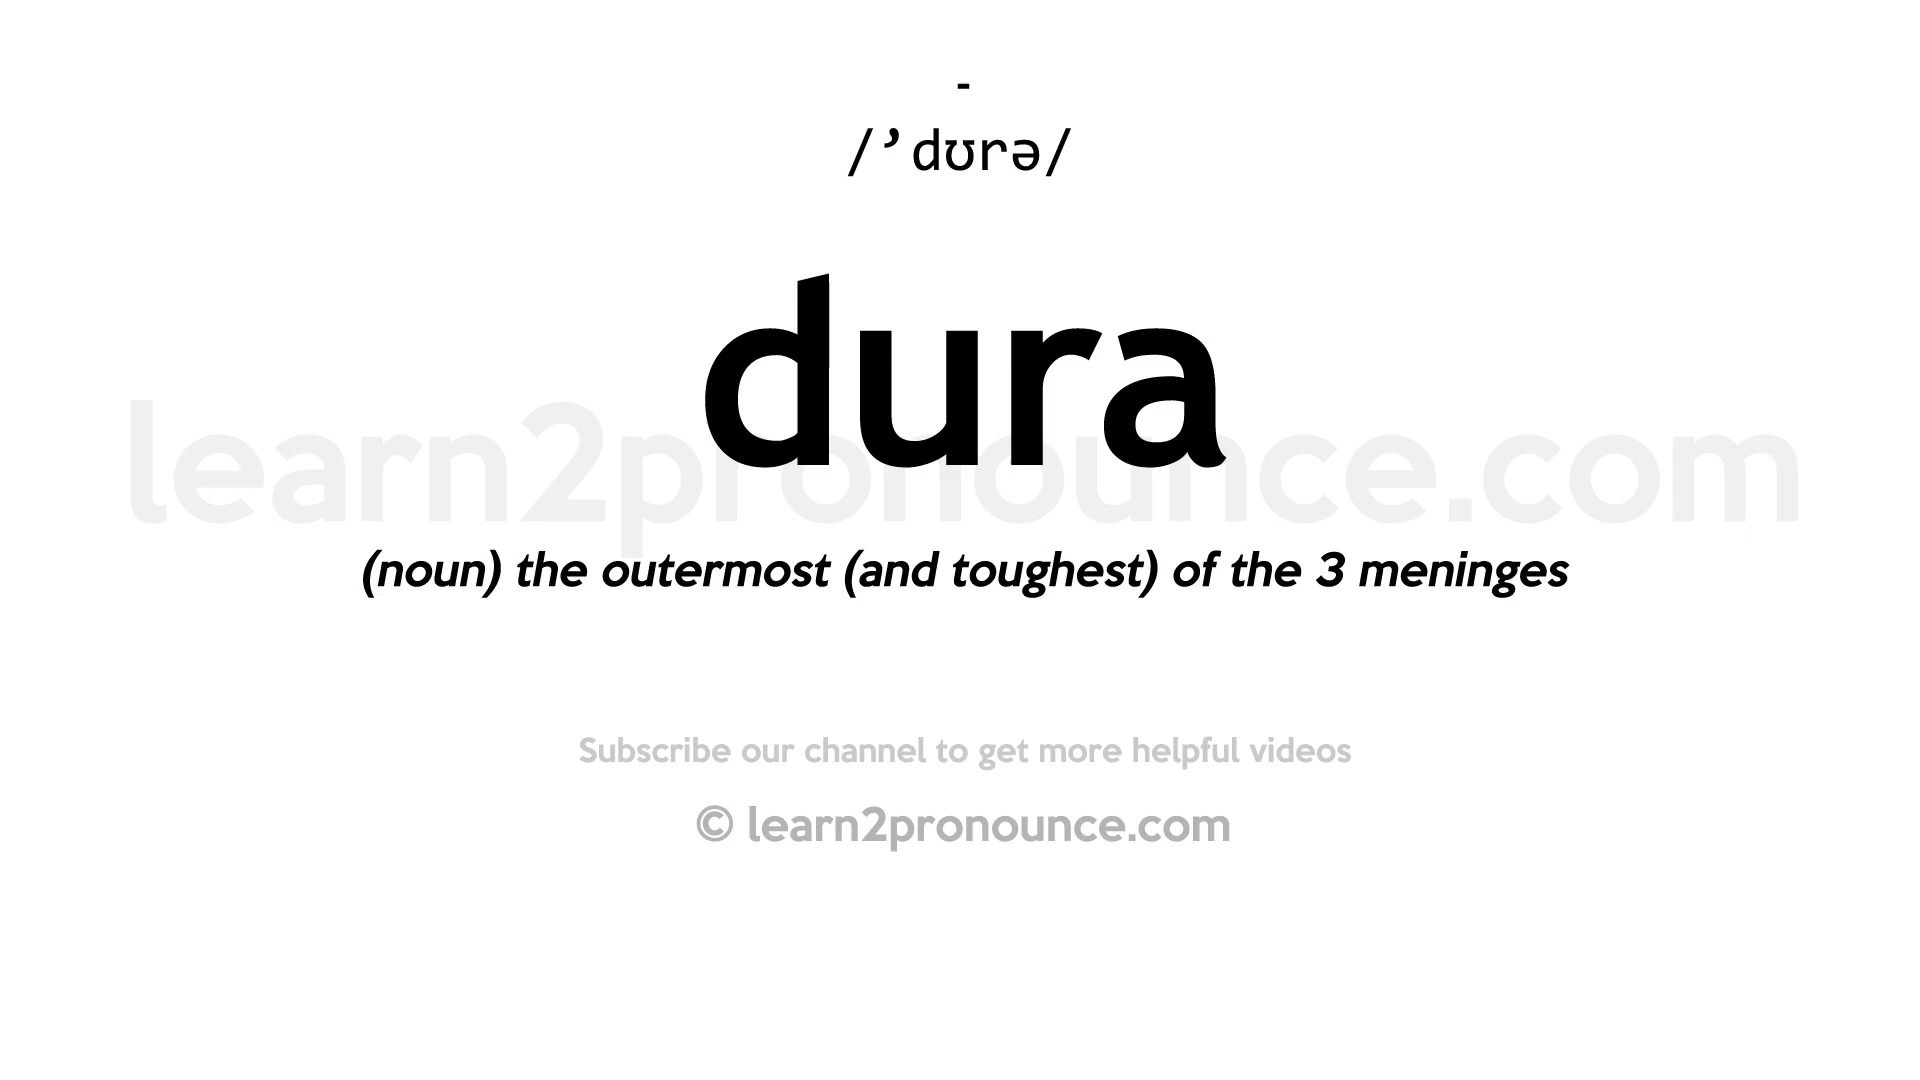 -
/’dʊrə/
dura
learn2pronounce.com
(noun) the outermost (and toughest) of the 3 meninges
Subscribe our channel to get more helpful videos
© learn2pronounce.com